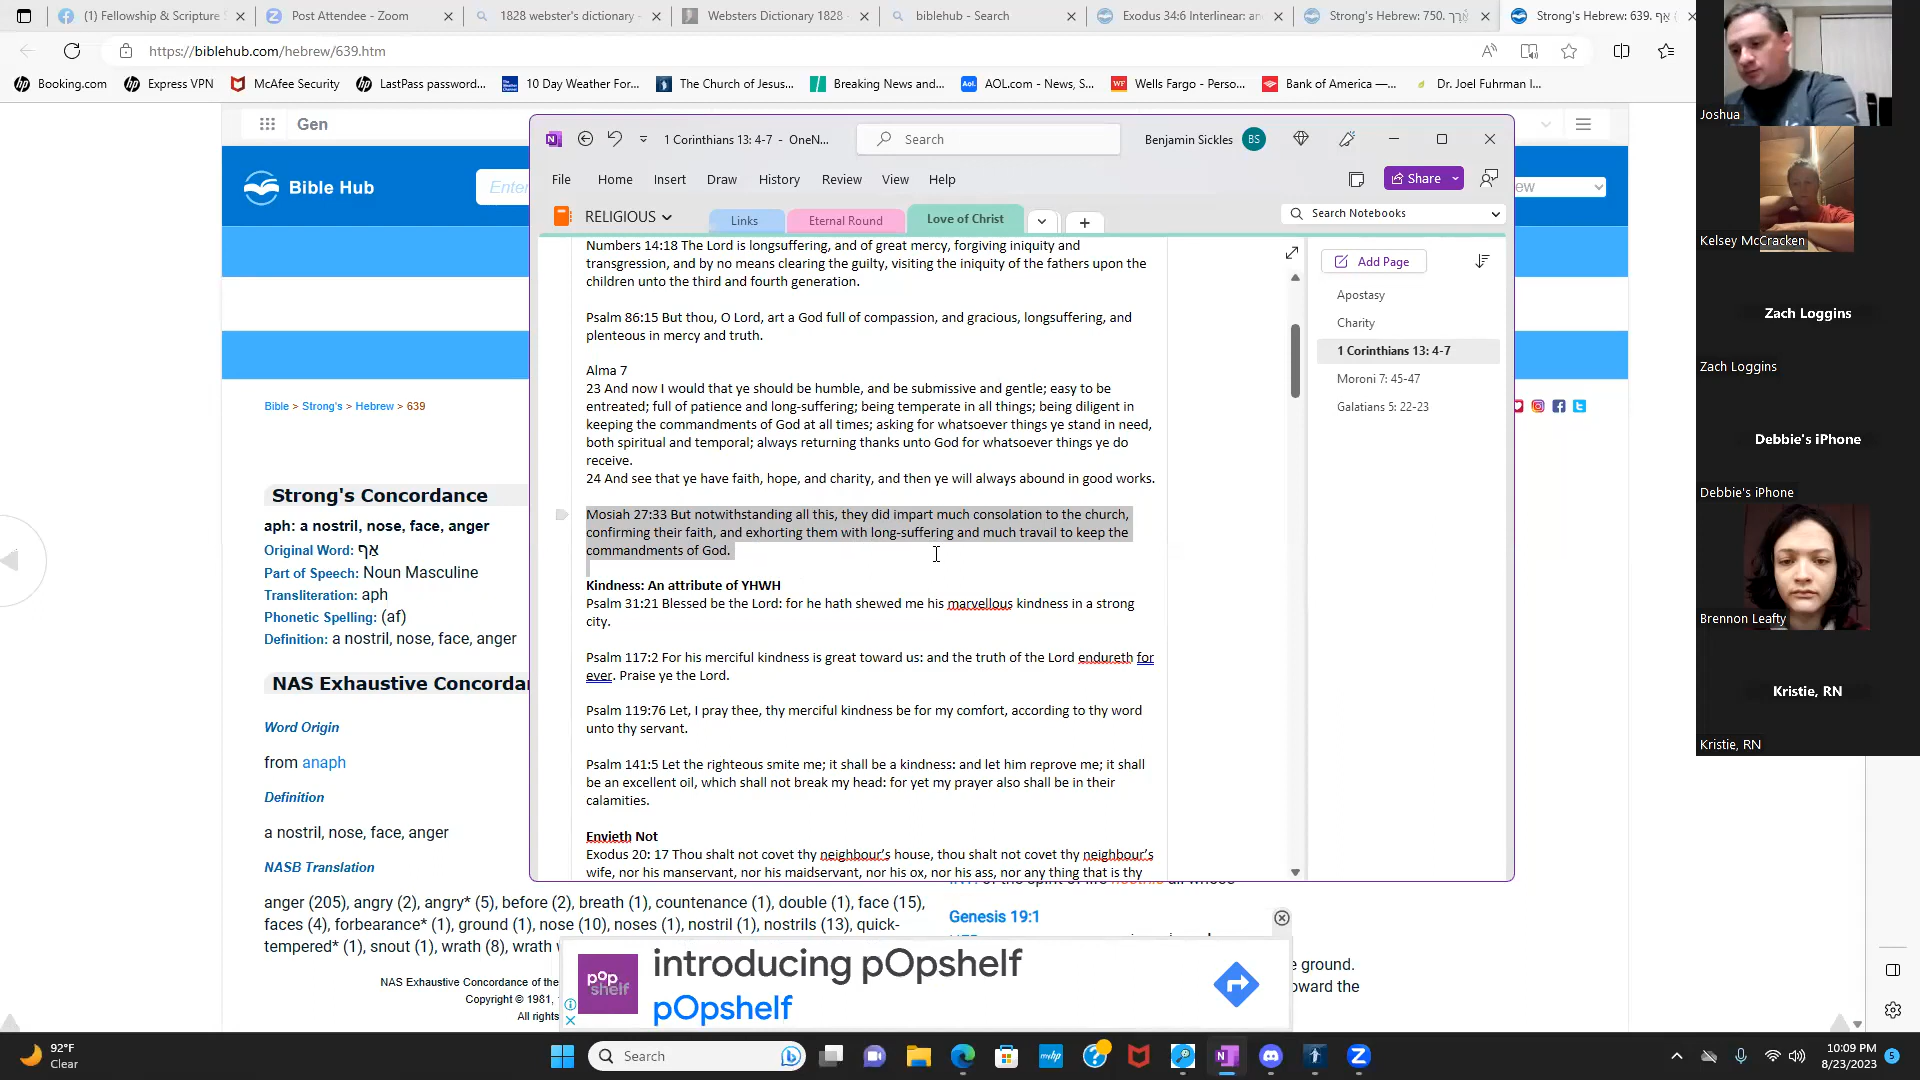 (1) Fellowship & Scripture
Post Attendee - Zoom
1828 webster's dictionary
Websters Dictionary 1828
biblehub - Search
Exodus 34:6 Interlinear: an
Strong's Hebrew: 750.
Strong's Hebrew: 639. אַף
https://biblehub.com/hebrew/639.htm
Booking.com
Express VPN
McAfee Security
LastPass password...
10 Day Weather For...
The Church of Jesus...
Breaking News and...
AOL.com - News, S...
Wells Fargo - Perso...
Bank of America —...
Dr. Joel Fuhrman I...
Gen
Bible Hub
Enter
ew
Bible > Strong's > Hebrew > 639
Strong's Concordance
aph: a nostril, nose, face, anger
Original Word: אַף
Part of Speech: Noun Masculine
Transliteration: aph
Phonetic Spelling: (af)
Definition: a nostril, nose, face, anger
NAS Exhaustive Concordan
Word Origin
from anaph
Definition
a nostril, nose, face, anger
NASB Translation
anger (205), angry (2), angry* (5), before (2), breath (1), countenance (1), double (1), face (15),
faces (4), forbearance* (1), ground (1), nose (10), noses (1), nostril (1), nostrils (13), quick-
tempered* (1), snout (1), wrath (8), wrath
NAS Exhaustive Concordance of the
Copyright © 1981,
All rights
1 Corinthians 13: 4-7 - OneN...
Search
Benjamin Sickles
BS
File
Home
Insert
Draw
History
Review
View
Help
Share
RELIGIOUS
Links
Eternal Round
Love of Christ
Search Notebooks
Numbers 14:18 The Lord is longsuffering, and of great mercy, forgiving iniquity and
transgression, and by no means clearing the guilty, visiting the iniquity of the fathers upon the
children unto the third and fourth generation.
Psalm 86:15 But thou, O Lord, art a God full of compassion, and gracious, longsuffering, and
plenteous in mercy and truth.
Alma 7
23 And now I would that ye should be humble, and be submissive and gentle; easy to be
entreated; full of patience and long-suffering; being temperate in all things; being diligent in
keeping the commandments of God at all times; asking for whatsoever things ye stand in need,
both spiritual and temporal; always returning thanks unto God for whatsoever things ye do
receive.
24 And see that ye have faith, hope, and charity, and then ye will always abound in good works.
Mosiah 27:33 But notwithstanding all this, they did impart much consolation to the church,
confirming their faith, and exhorting them with long-suffering and much travail to keep the
commandments of God.
Kindness: An attribute of YHWH
Psalm 31:21 Blessed be the Lord: for he hath shewed me his marvellous kindness in a strong
city.
Psalm 117:2 For his merciful kindness is great toward us: and the truth of the Lord endureth for
ever. Praise ye the Lord.
Psalm 119:76 Let, I pray thee, thy merciful kindness be for my comfort, according to thy word
unto thy servant.
Psalm 141:5 Let the righteous smite me; it shall be a kindness: and let him reprove me; it shall
be an excellent oil, which shall not break my head: for yet my prayer also shall be in their
calamities.
Envieth Not
Exodus 20: 17 Thou shalt not covet thy neighbour's house, thou shalt not covet thy neighbour's
wife, nor his manservant, nor his maidservant, nor his ox, nor his ass, nor any thing that is thy
Add Page
Apostasy
Charity
1 Corinthians 13: 4-7
Moroni 7: 45-47
Galatians 5: 22-23
Genesis 19:1
e ground.
oward the
pop shelf
introducing pOpshelf
pOpshelf
Joshua
Kelsey McCracken
Zach Loggins
Zach Loggins
Debbie's iPhone
Debbie's iPhone
Brennon Leafty
Kristie, RN
Kristie, RN
92°F
Clear
Search
10:09 PM
8/23/2023
5